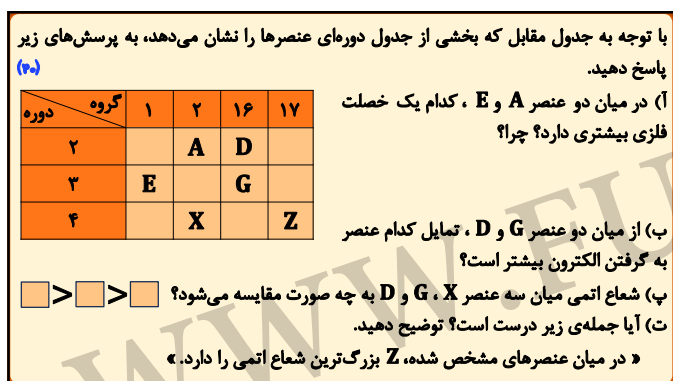 با توجه به جدول مقابل که بخشی از جدول دوره‌ای عنصرها را نشان می‌دهد، به پرسش‌های زیر
پاسخ دهید. (۳۰)
آ) در میان دو عنصر A و E ، کدام یک خصلت
فلزی بیشتری دارد؟ چرا؟
گروه دوره ۱ ۲ ۱۶ ۱۷
۲ A D
۳ E G
۴ X Z
ب) از میان دو عنصر G و D ، تمایل کدام عنصر
به گرفتن الکترون بیشتر است؟
پ) شعاع اتمی میان سه عنصر G ، X و D به چه صورت مقایسه می‌شود؟ > >
ت) آیا جمله‌ی زیر درست است؟ توضیح دهید.
« در میان عنصرهای مشخص شده، Z بزرگ‌ترین شعاع اتمی را دارد. »
WWW.FU